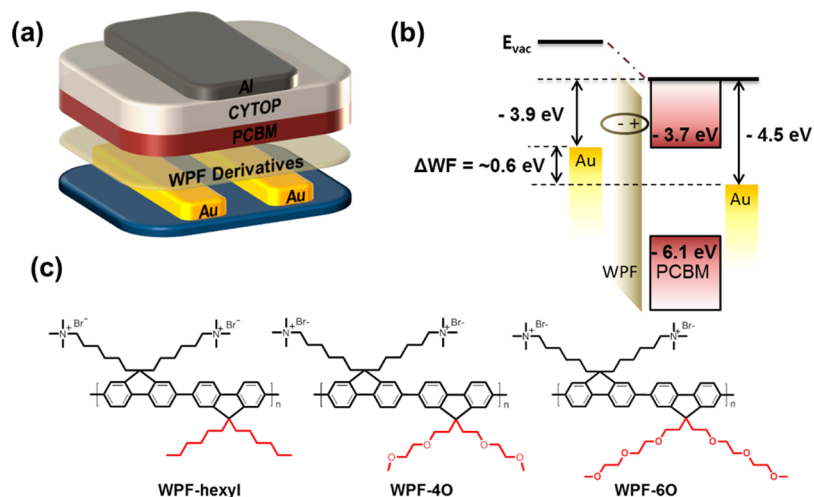 (a)
Al
CYTOP
PCBM
WPF Derivatives
Au
Au
(b)
Evac
- 3.9 eV
- +
- 3.7 eV
- 4.5 eV
ΔWF = ~0.6 eV
Au
Au
- 6.1 eV
WPF
PCBM
(c)
Br-
N+
Br-
N+
n
WPF-hexyl
Br-
N+
Br-
N+
n
O
O
O
O
WPF-4O
Br-
N+
Br-
N+
n
O
O
O
O
O
O
WPF-6O